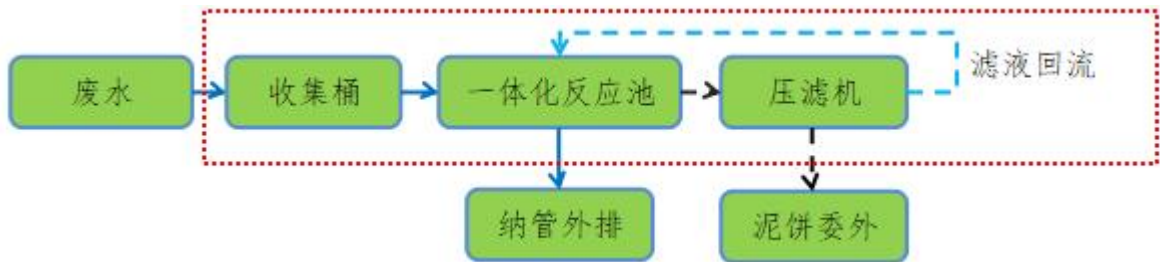 滤液回流
废水
收集桶
一体化反应池
压滤机
纳管外排
泥饼委外